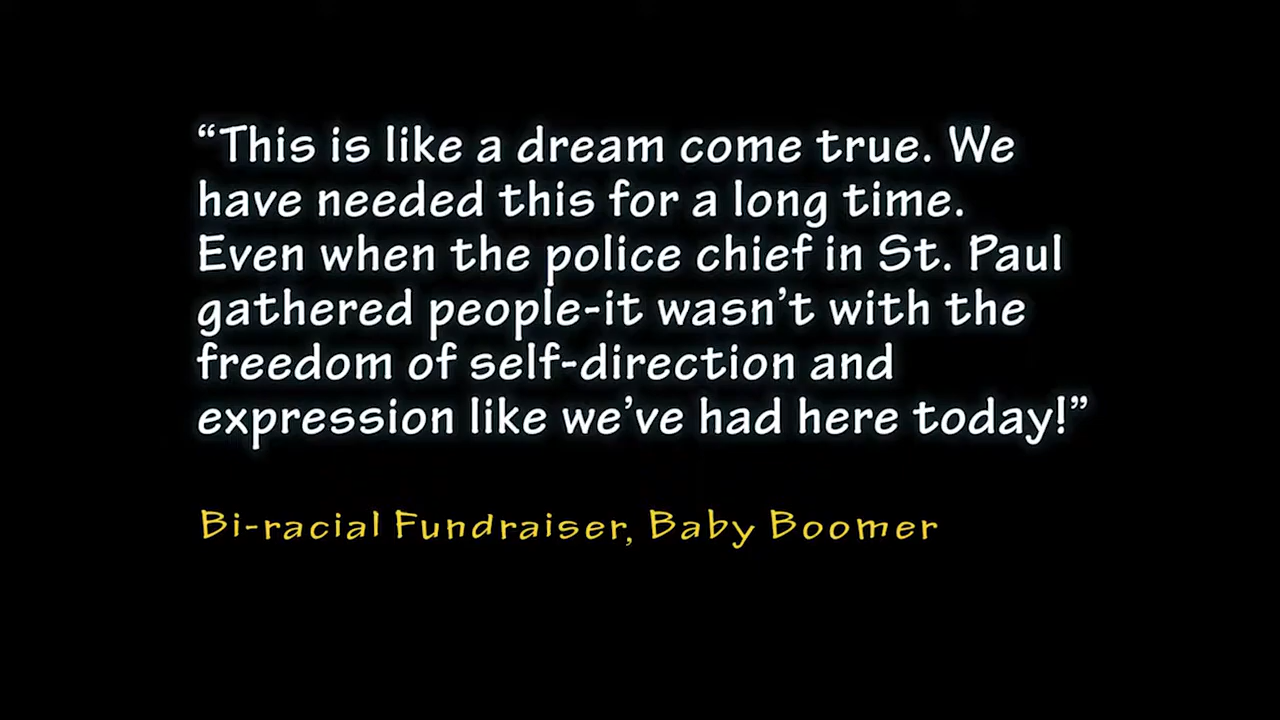 “This is like a dream come true. We
have needed this for a long time.
Even when the police chief in St. Paul
gathered people-it wasn’t with the
freedom of self-direction and
expression like we’ve had here today!”
Bi-racial Fundraiser, Baby Boomer